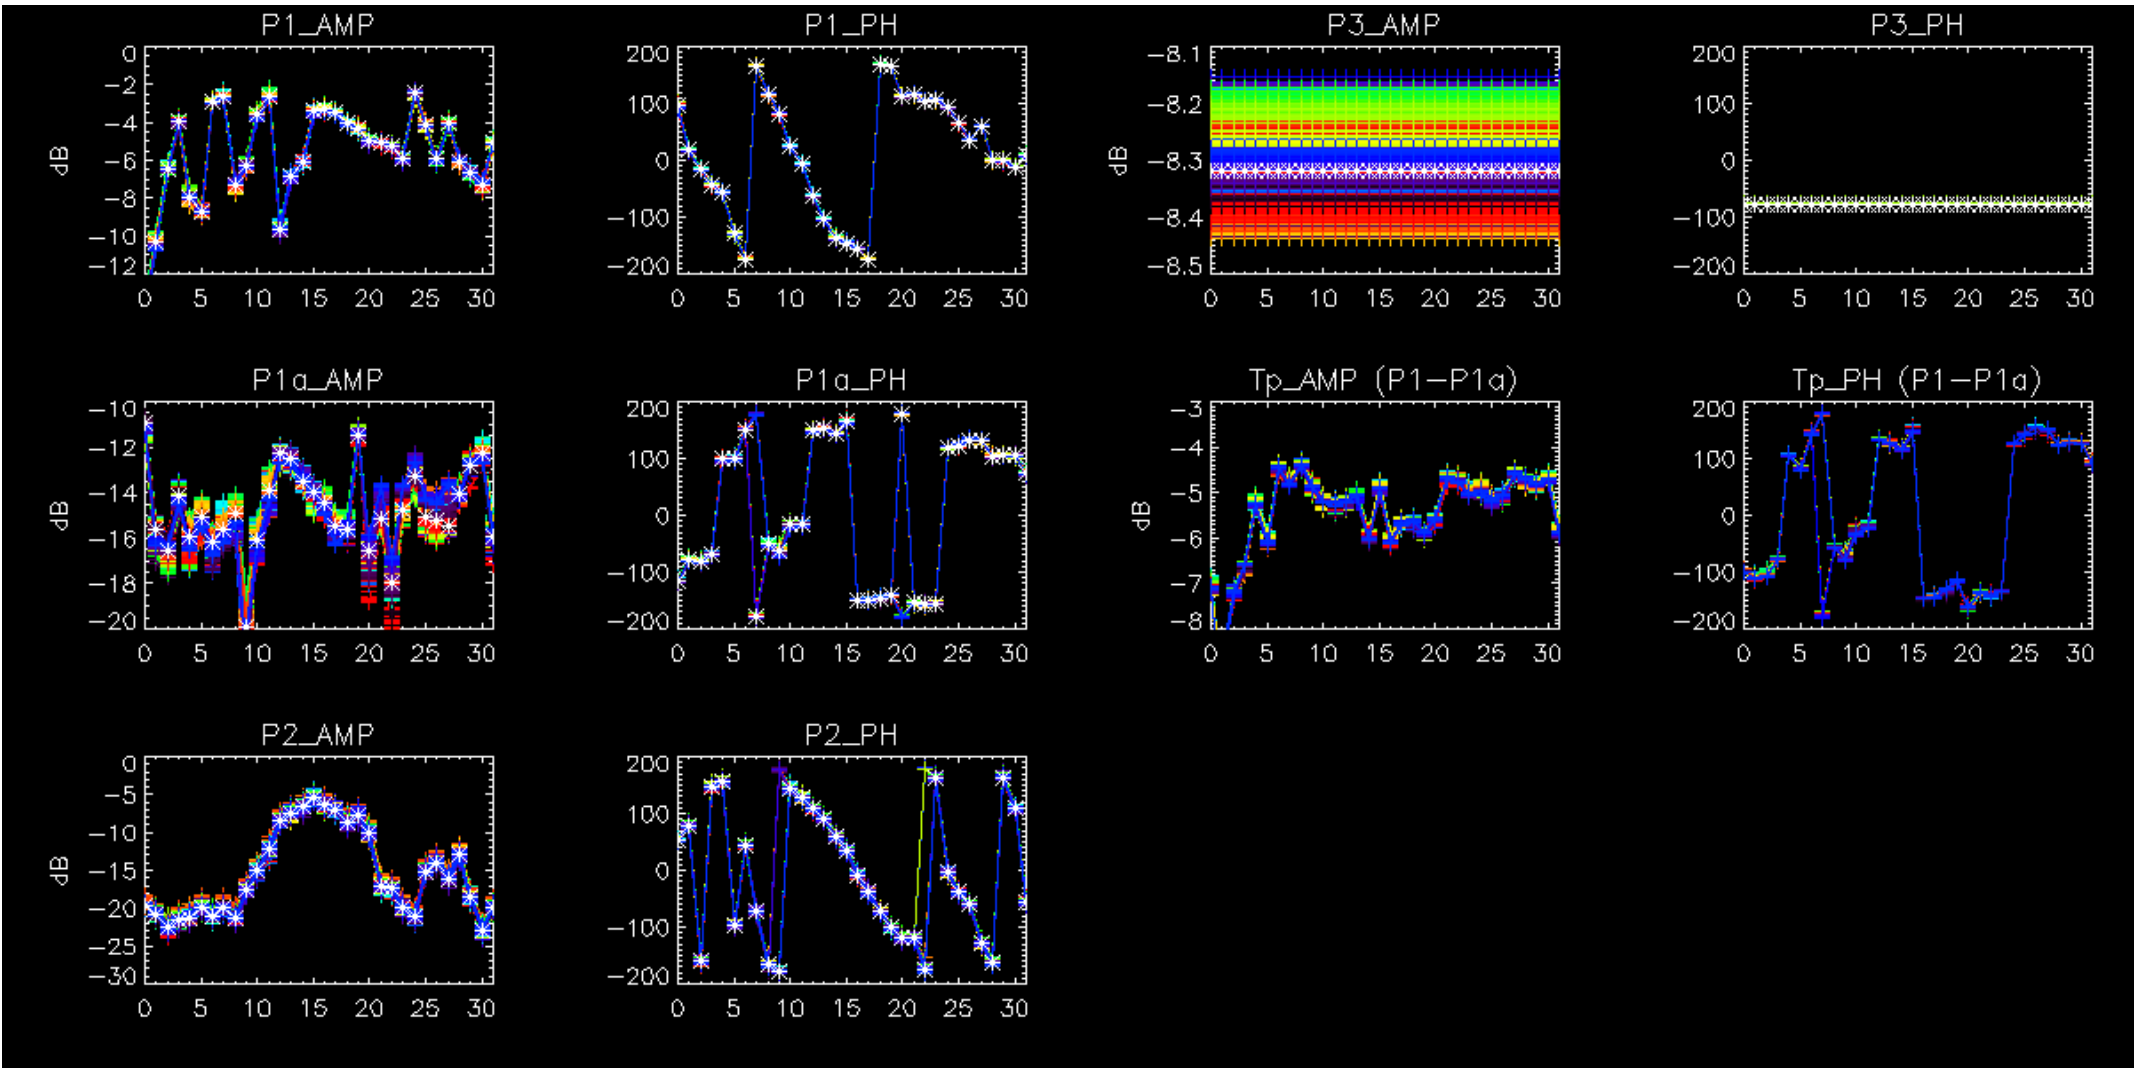 P1_AMP
dB
0
-2
-4
-6
-8
-10
-12
0 5 10 15 20 25 30
P1_PH
200
100
0
-100
-200
0 5 10 15 20 25 30
P3_AMP
dB
-8.1
-8.2
-8.3
-8.4
-8.5
0 5 10 15 20 25 30
P3_PH
200
100
0
-100
-200
0 5 10 15 20 25 30
P1a_AMP
dB
-10
-12
-14
-16
-18
-20
0 5 10 15 20 25 30
P1a_PH
200
100
0
-100
-200
0 5 10 15 20 25 30
Tp_AMP (P1-P1a)
dB
-3
-4
-5
-6
-7
-8
0 5 10 15 20 25 30
Tp_PH (P1-P1a)
200
100
0
-100
-200
0 5 10 15 20 25 30
P2_AMP
dB
0
-5
-10
-15
-20
-25
-30
0 5 10 15 20 25 30
P2_PH
200
100
0
-100
-200
0 5 10 15 20 25 30